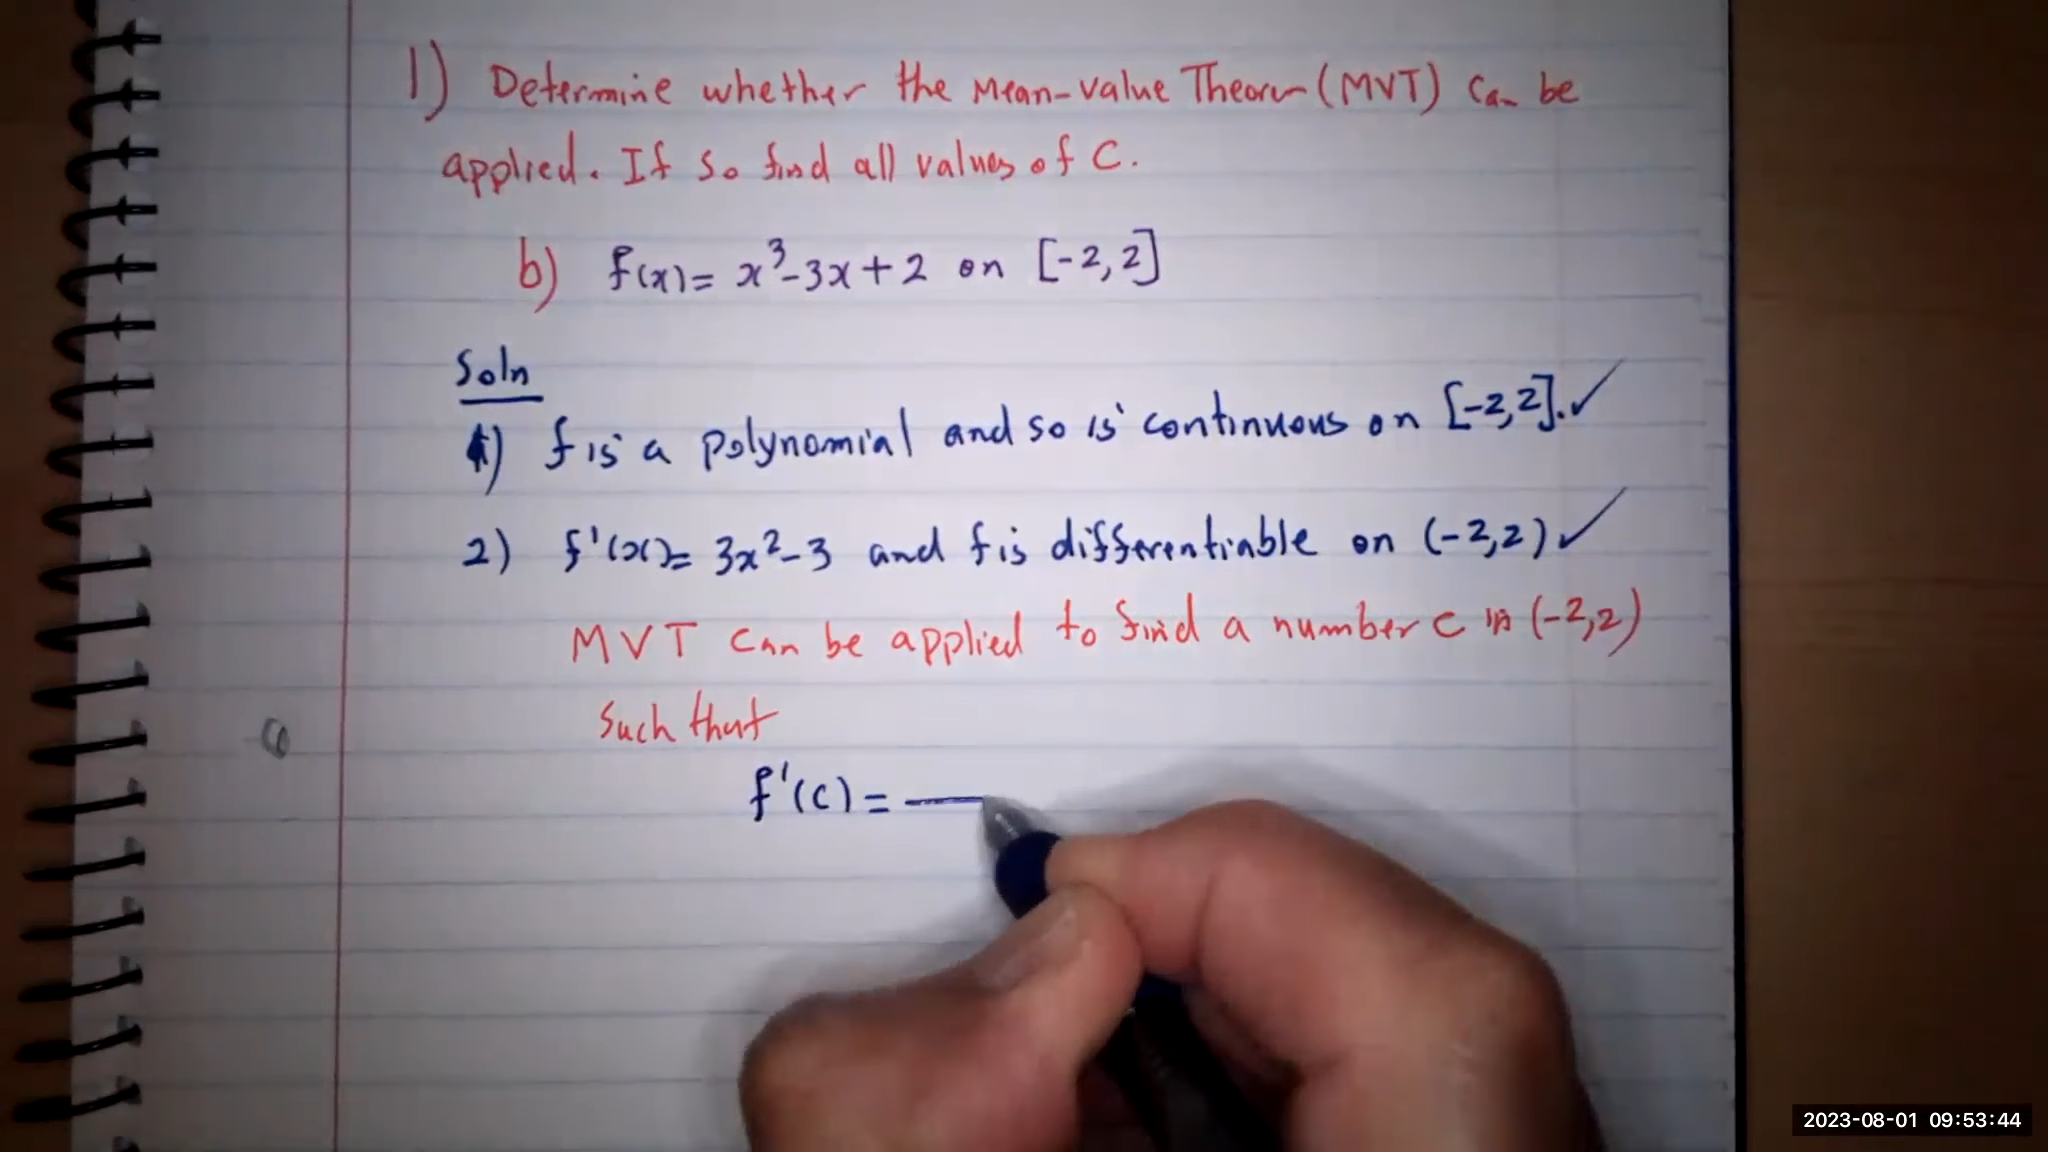 1) Determine whether the Mean-value Theorem (MVT) can be
applied. If so find all values of C.
b) f(x) = x³-3x+2 on [-2,2]
Soln
1) f is a polynomial and so is continuous on [-2,2]. ✓
2) f'(x) = 3x²-3 and f is differentiable on (-2,2) ✓
MVT can be applied to find a number c in (-2,2)
Such that
f'(c) =
2023-08-01 09:53:44